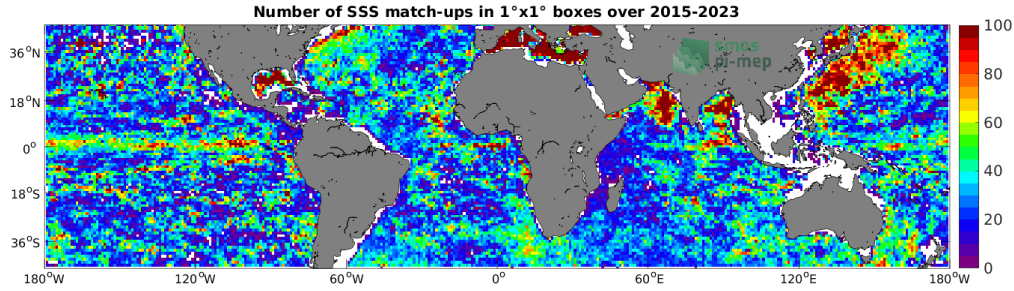 Number of SSS match-ups in 1°x1° boxes over 2015-2023
36°N
18°N
0°
18°S
36°S
180°W 120°W 60°W 0° 60°E 120°E 180°W
100
80
60
40
20
0
smos
pi-mep